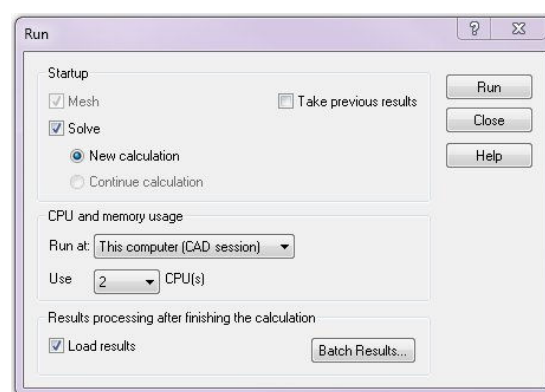 Run
Startup
Mesh
Take previous results
Solve
New calculation
Continue calculation
Run
Close
Help
CPU and memory usage
Run at: This computer (CAD session)
Use 2 CPU(s)
Results processing after finishing the calculation
Load results
Batch Results...